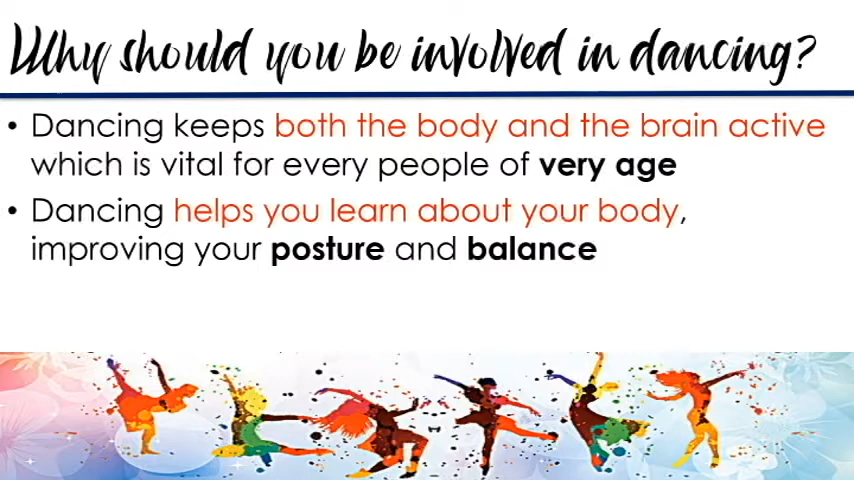 Why should you be involved in dancing?
• Dancing keeps both the body and the brain active
which is vital for every people of very age
• Dancing helps you learn about your body,
improving your posture and balance